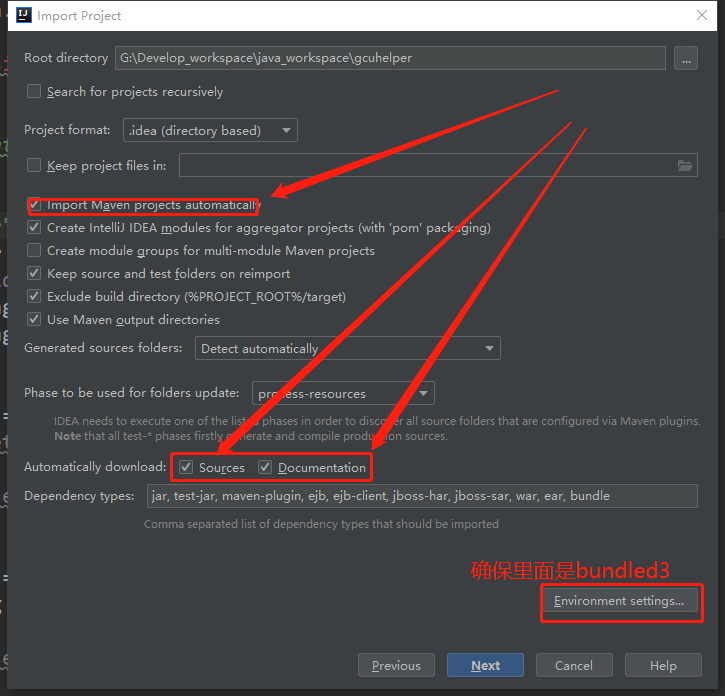 Import Project
Root directory G:\Develop_workspace\java_workspace\gcuhelper ...
Search for projects recursively
Project format: .idea (directory based)
Keep project files in:
Import Maven projects automatically
Create IntelliJ IDEA modules for aggregator projects (with 'pom' packaging)
Create module groups for multi-module Maven projects
Keep source and test folders on reimport
Exclude build directory (%PROJECT_ROOT%/target)
Use Maven output directories
Generated sources folders: Detect automatically
Phase to be used for folders update: process-resources
IDEA needs to execute one of the listed phases in order to discover all source folders that are configured via Maven plugins.
Note that all test-* phases firstly generate and compile production sources.
Automatically download: Sources Documentation
Dependency types: jar, test-jar, maven-plugin, ejb, ejb-client, jboss-har, jboss-sar, war, ear, bundle
Comma separated list of dependency types that should be imported
确保里面是bundled3
Environment settings...
Previous Next Cancel Help